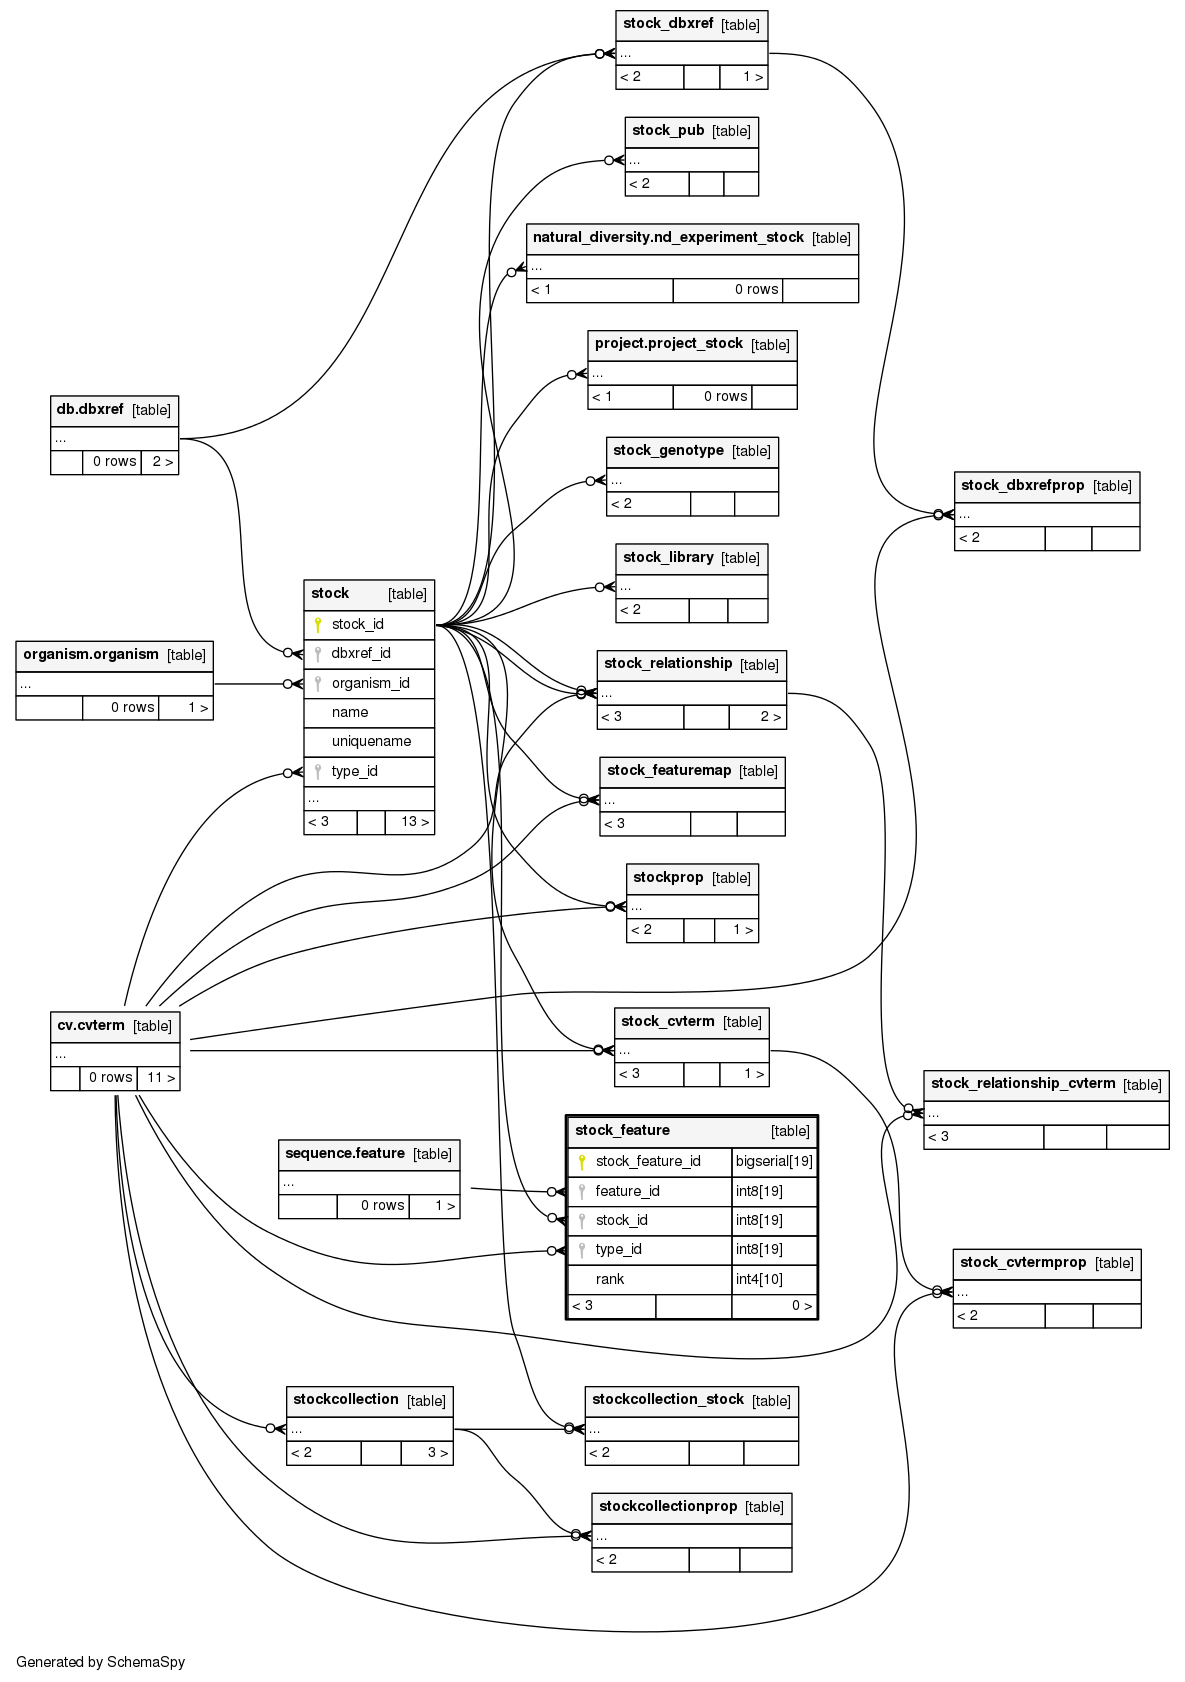 stock_dbxref [table]
...
< 2 1 >
stock_pub [table]
...
< 2
natural_diversity.nd_experiment_stock [table]
...
< 1 0 rows
project.project_stock [table]
...
< 1 0 rows
db.dbxref [table]
...
0 rows 2 >
stock_genotype [table]
...
< 2
stock_dbxrefprop [table]
...
< 2
stock_library [table]
...
< 2
stock [table]
stock_id
dbxref_id
organism_id
name
uniquename
type_id
...
< 3 13 >
organism.organism [table]
...
0 rows 1 >
stock_relationship [table]
...
< 3 2 >
stock_featuremap [table]
...
< 3
stockprop [table]
...
< 2 1 >
cv.cvterm [table]
...
0 rows 11 >
stock_cvterm [table]
...
< 3 1 >
stock_relationship_cvterm [table]
...
< 3
stock_feature [table]
stock_feature_id bigserial[19]
feature_id int8[19]
stock_id int8[19]
type_id int8[19]
rank int4[10]
< 3 0 >
sequence.feature [table]
...
0 rows 1 >
stock_cvtermprop [table]
...
< 2
stockcollection [table]
...
< 2 3 >
stockcollection_stock [table]
...
< 2
stockcollectionprop [table]
...
< 2
Generated by SchemaSpy